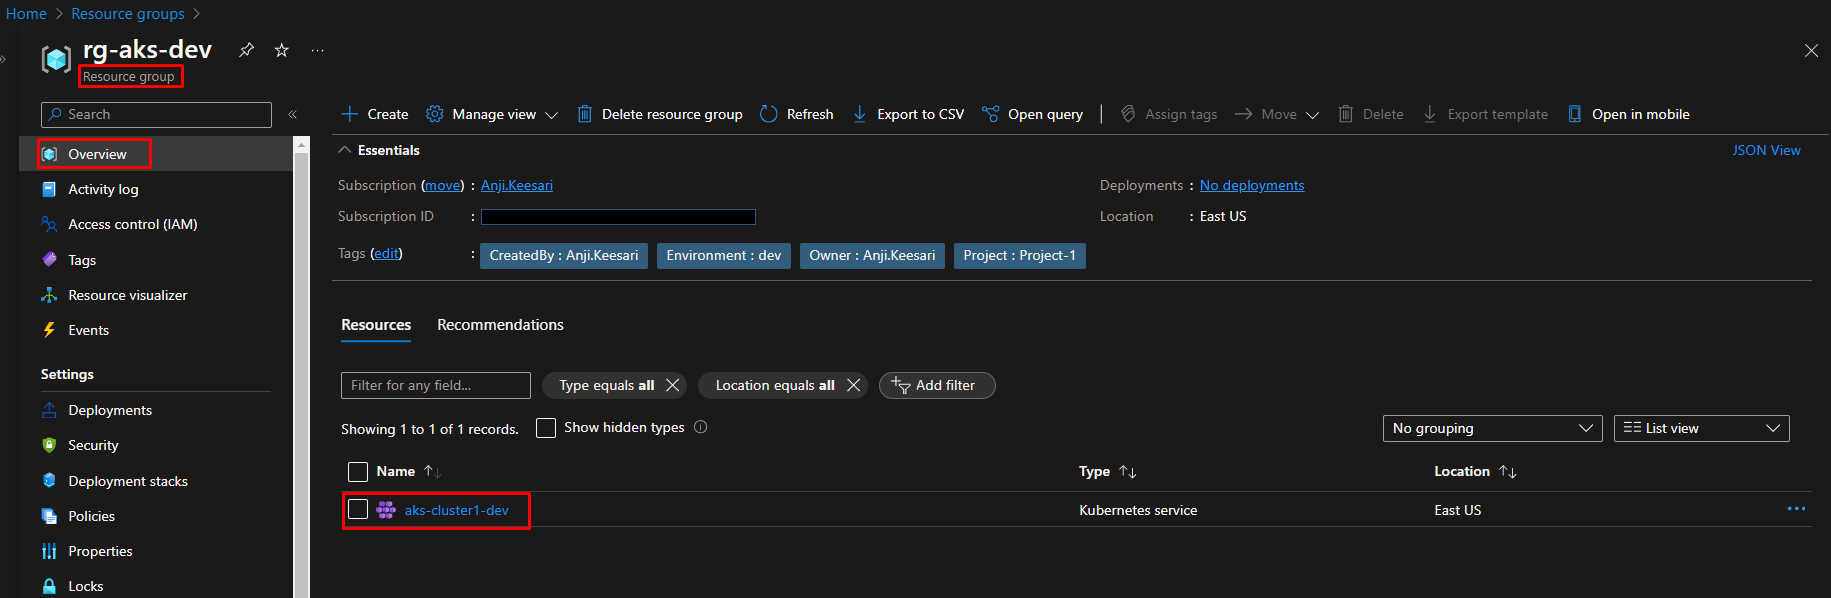 Home > Resource groups >
rg-aks-dev
Resource group
Search
Overview
Activity log
Access control (IAM)
Tags
Resource visualizer
Events
Settings
Deployments
Security
Deployment stacks
Policies
Properties
Locks
Create Manage view Delete resource group Refresh Export to CSV Open query Assign tags Move Delete Export template Open in mobile
Essentials JSON View
Subscription (move) : Anji.Keesari Deployments : No deployments
Subscription ID : Location : East US
Tags (edit) : CreatedBy : Anji.Keesari Environment : dev Owner : Anji.Keesari Project : Project-1
Resources Recommendations
Filter for any field... Type equals all Location equals all Add filter
Showing 1 to 1 of 1 records. Show hidden types No grouping List view
Name Type Location
aks-cluster1-dev Kubernetes service East US